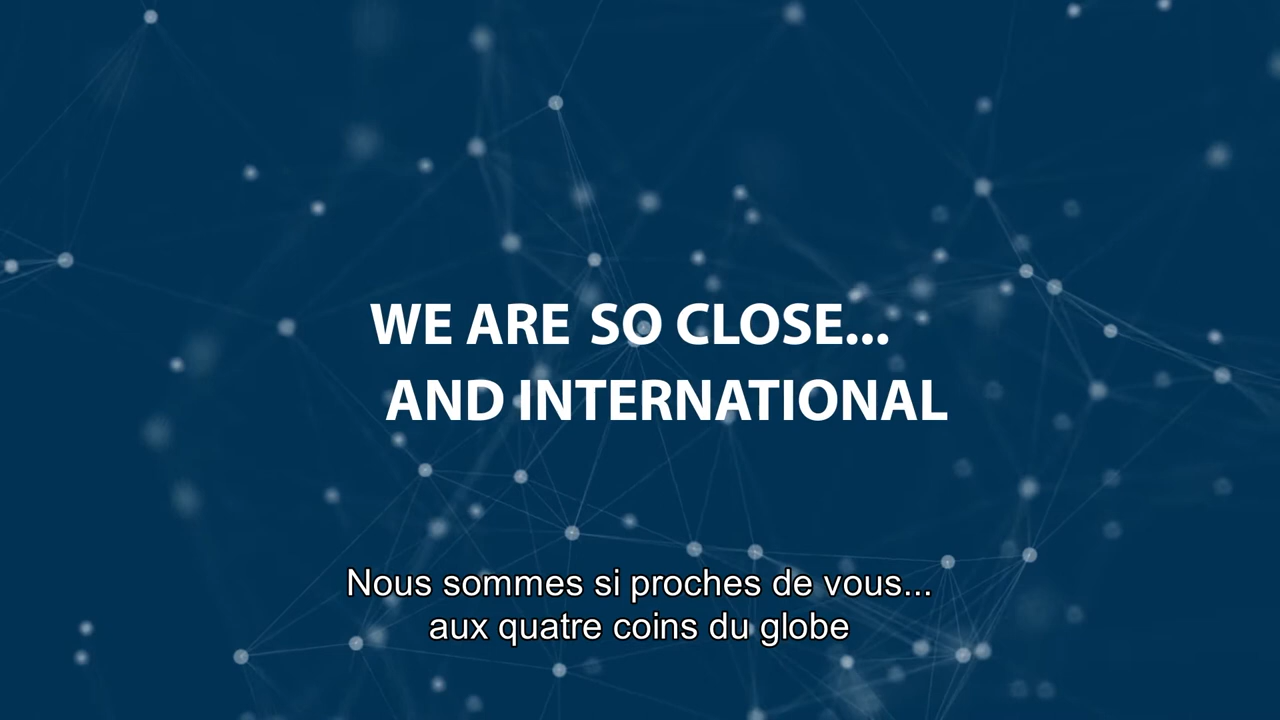 WE ARE SO CLOSE...
AND INTERNATIONAL
Nous sommes si proches de vous...
aux quatre coins du globe